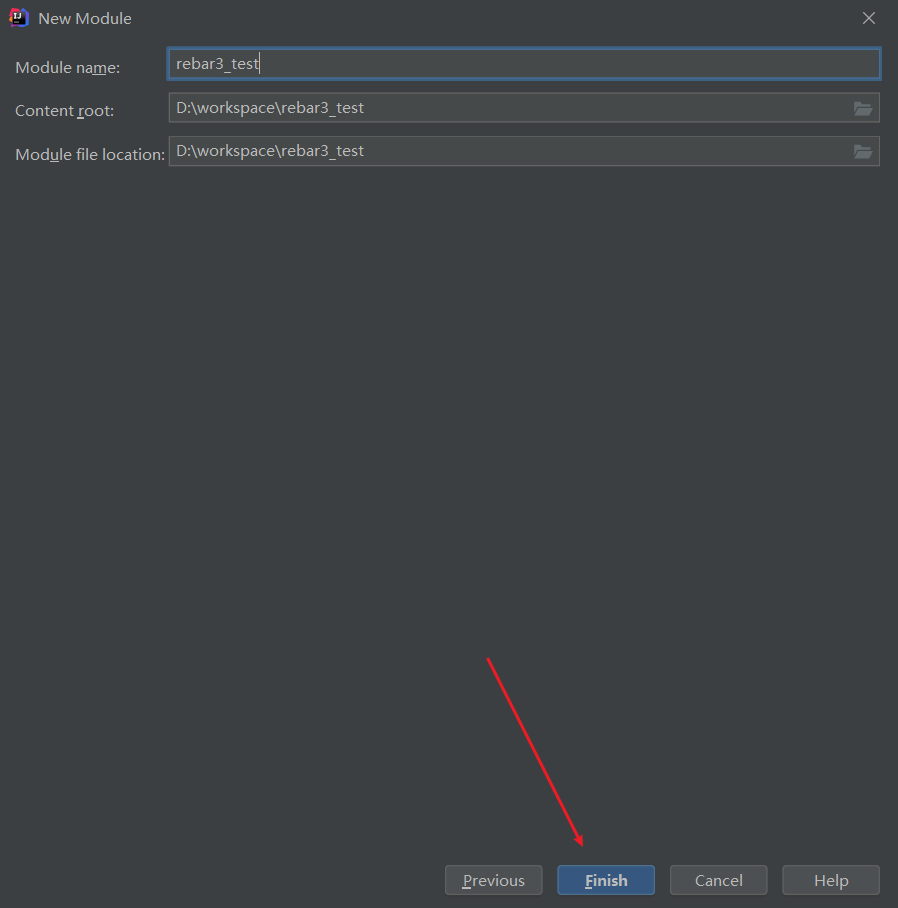 New Module
Module name: rebar3_test
Content root: D:\workspace\rebar3_test
Module file location: D:\workspace\rebar3_test
Previous Finish Cancel Help